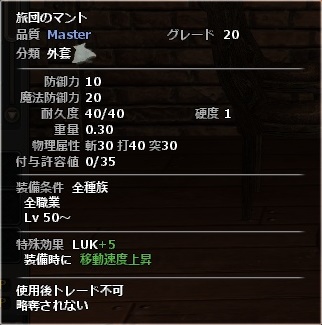 旅団のマント
品質 Master グレード 20
分類 外套
防御力 10
魔法防御力 20
耐久度 40/40 硬度 1
重量 0.30
物理属性 斬30 打40 突30
付与許容値 0/35
装備条件 全種族
全職業
Lv 50～
特殊効果 LUK+5
装備時に 移動速度上昇
使用後トレード不可
略奪されない